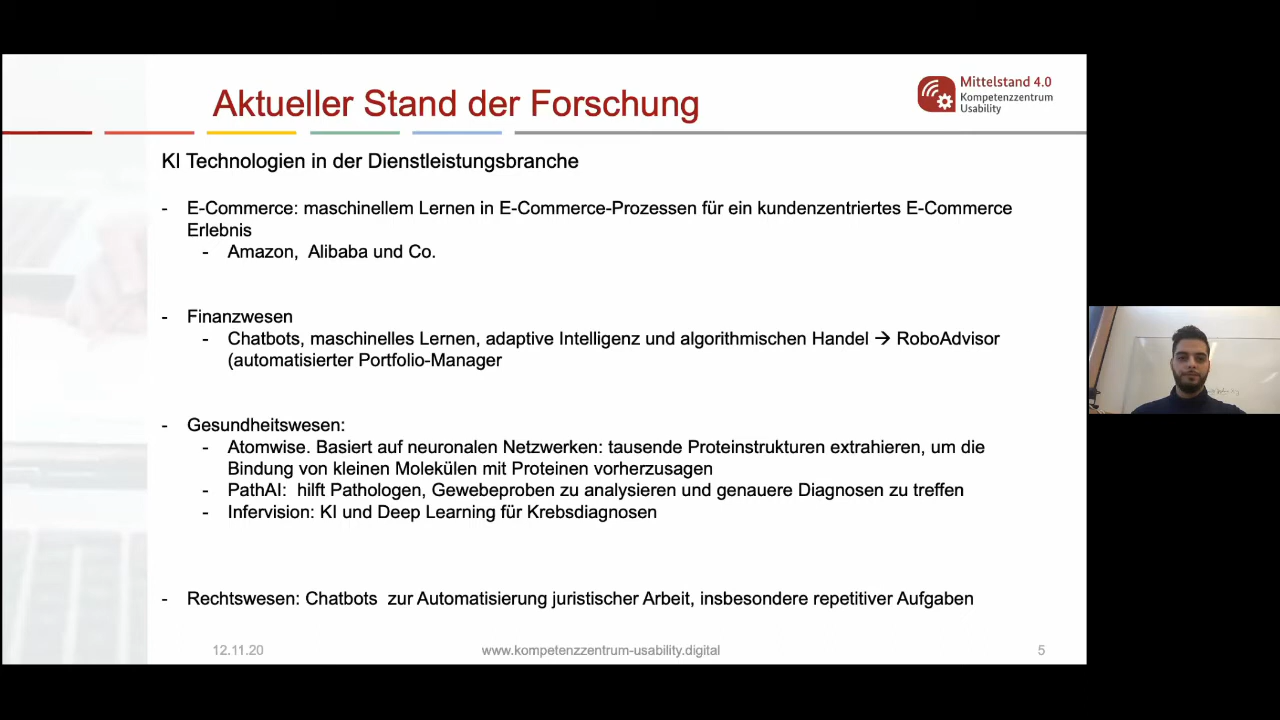 Aktueller Stand der Forschung
Mittelstand 4.0
Kompetenzzentrum
Usability
KI Technologien in der Dienstleistungsbranche
- E-Commerce: maschinellem Lernen in E-Commerce-Prozessen für ein kundenzentriertes E-Commerce
Erlebnis
- Amazon, Alibaba und Co.
- Finanzwesen
- Chatbots, maschinelles Lernen, adaptive Intelligenz und algorithmischen Handel → RoboAdvisor
(automatisierter Portfolio-Manager
- Gesundheitswesen:
- Atomwise. Basiert auf neuronalen Netzwerken: tausende Proteinstrukturen extrahieren, um die
Bindung von kleinen Molekülen mit Proteinen vorherzusagen
- PathAI: hilft Pathologen, Gewebeproben zu analysieren und genauere Diagnosen zu treffen
- Infervision: KI und Deep Learning für Krebsdiagnosen
- Rechtswesen: Chatbots zur Automatisierung juristischer Arbeit, insbesondere repetitiver Aufgaben
12.11.20
www.kompetenzzentrum-usability.digital
5